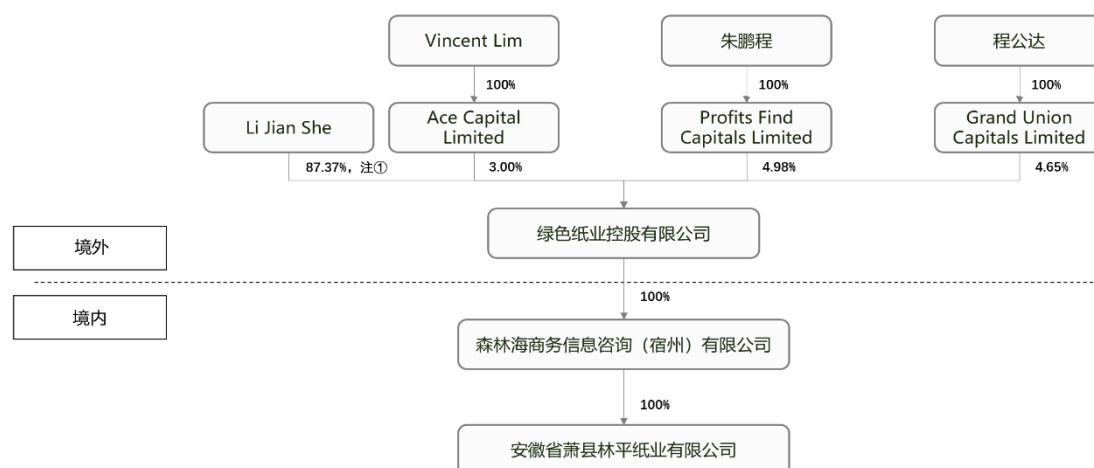 Vincent Lim
朱鹏程
程公达
100%
100%
100%
Li Jian She
Ace Capital
Limited
Profits Find
Capitals Limited
Grand Union
Capitals Limited
87.37%，注①
3.00%
4.98%
4.65%
绿色纸业控股有限公司
境外
100%
境内
森林海商务信息咨询（宿州）有限公司
100%
安徽省萧县林平纸业有限公司